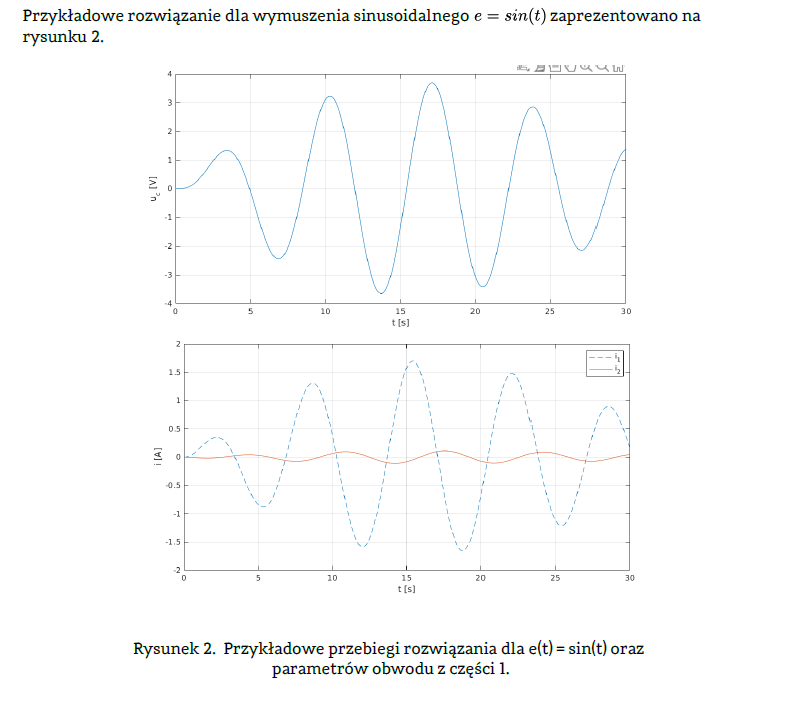 Przykładowe rozwiązanie dla wymuszenia sinusoidalnego e = sin(t) zaprezentowano na
rysunku 2.
4
3
2
1
0
-1
-2
-3
-4
u_c [V]
0 5 10 15 20 25 30
t [s]
2
1.5
1
0.5
0
-0.5
-1
-1.5
-2
i [A]
i_1
i_2
0 5 10 15 20 25 30
t [s]
Rysunek 2. Przykładowe przebiegi rozwiązania dla e(t) = sin(t) oraz
parametrów obwodu z części 1.